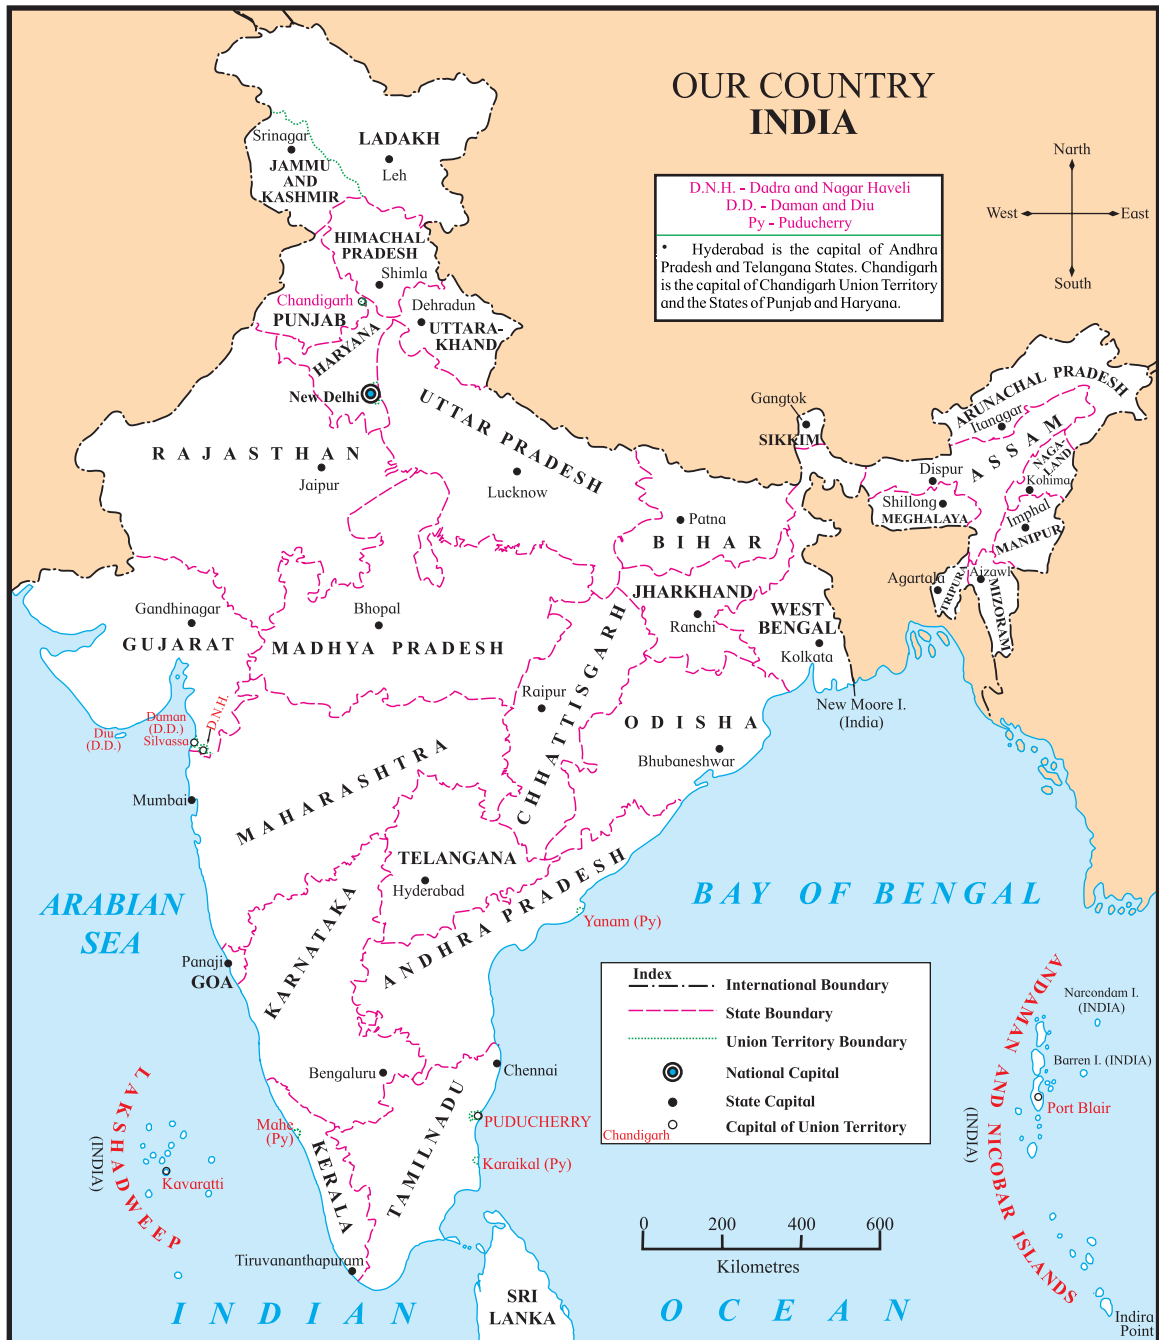 OUR COUNTRY
INDIA
Narth
West
East
South
D.N.H. - Dadra and Nagar Haveli
D.D. - Daman and Diu
Py - Puducherry
• Hyderabad is the capital of Andhra
Pradesh and Telangana States. Chandigarh
is the capital of Chandigarh Union Territory
and the States of Punjab and Haryana.
Srinagar
LADAKH
Leh
JAMMU
AND
KASHMIR
HIMACHAL
PRADESH
Shimla
Chandigarh
PUNJAB
Dehradun
UTTARA-
KHAND
HARYANA
New Delhi
UTTAR PRADESH
Lucknow
RAJASTHAN
Jaipur
Gangtok
SIKKIM
ARUNACHAL PRADESH
Itanagar
ASSAM
Dispur
NAGA-
LAND
Kohima
Shillong
MEGHALAYA
Imphal
MANIPUR
Agartala
TRIPURA
Aizawl
MIZORAM
Patna
BIHAR
JHARKHAND
Ranchi
WEST
BENGAL
Kolkata
New Moore I.
(India)
Gandhinagar
GUJARAT
Bhopal
MADHYA PRADESH
Raipur
CHHATTISGARH
ODISHA
Bhubaneshwar
Daman
(D.D.)
Diu
(D.D.)
Silvassa
D.N.H.
Mumbai
MAHARASHTRA
TELANGANA
Hyderabad
ANDHRA PRADESH
Yanam (Py)
ARABIAN
SEA
BAY OF BENGAL
Panaji
GOA
KARNATAKA
Bengaluru
Chennai
TAMILNADU
PUDUCHERRY
Karaikal (Py)
Mahe
(Py)
KERALA
Tiruvananthapuram
LAKSHADWEEP
(INDIA)
Kavaratti
Index
International Boundary
State Boundary
Union Territory Boundary
National Capital
State Capital
Chandigarh
Capital of Union Territory
ANDAMAN AND NICOBAR ISLANDS
(INDIA)
Narcondam I.
(INDIA)
Barren I. (INDIA)
Port Blair
Indira
Point
0 200 400 600
Kilometres
SRI
LANKA
INDIAN OCEAN